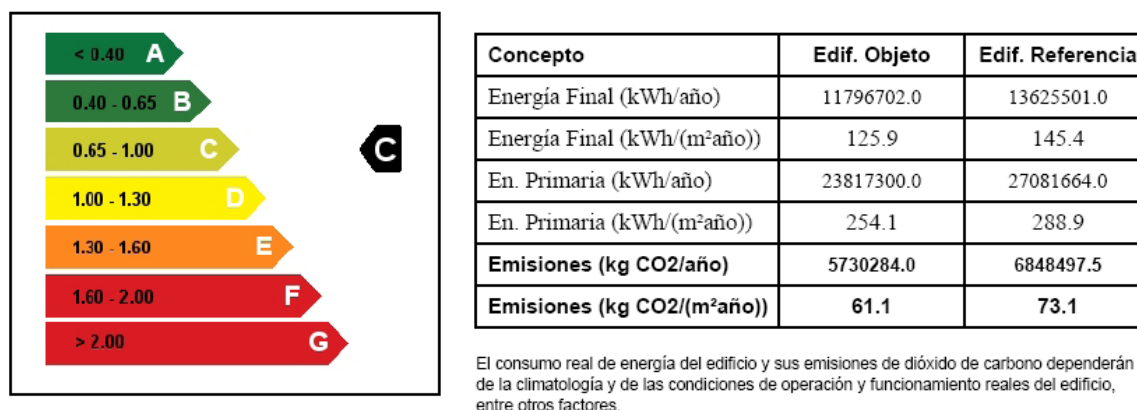 < 0.40 A
0.40 - 0.65 B
0.65 - 1.00 C
C
1.00 - 1.30 D
1.30 - 1.60 E
1.60 - 2.00 F
> 2.00 G
Concepto Edif. Objeto Edif. Referencia
Energía Final (kWh/año) 11796702.0 13625501.0
Energía Final (kWh/(m²año)) 125.9 145.4
En. Primaria (kWh/año) 23817300.0 27081664.0
En. Primaria (kWh/(m²año)) 254.1 288.9
Emisiones (kg CO2/año) 5730284.0 6848497.5
Emisiones (kg CO2/(m²año)) 61.1 73.1
El consumo real de energía del edificio y sus emisiones de dióxido de carbono dependerán
de la climatología y de las condiciones de operación y funcionamiento reales del edificio,
entre otros factores.